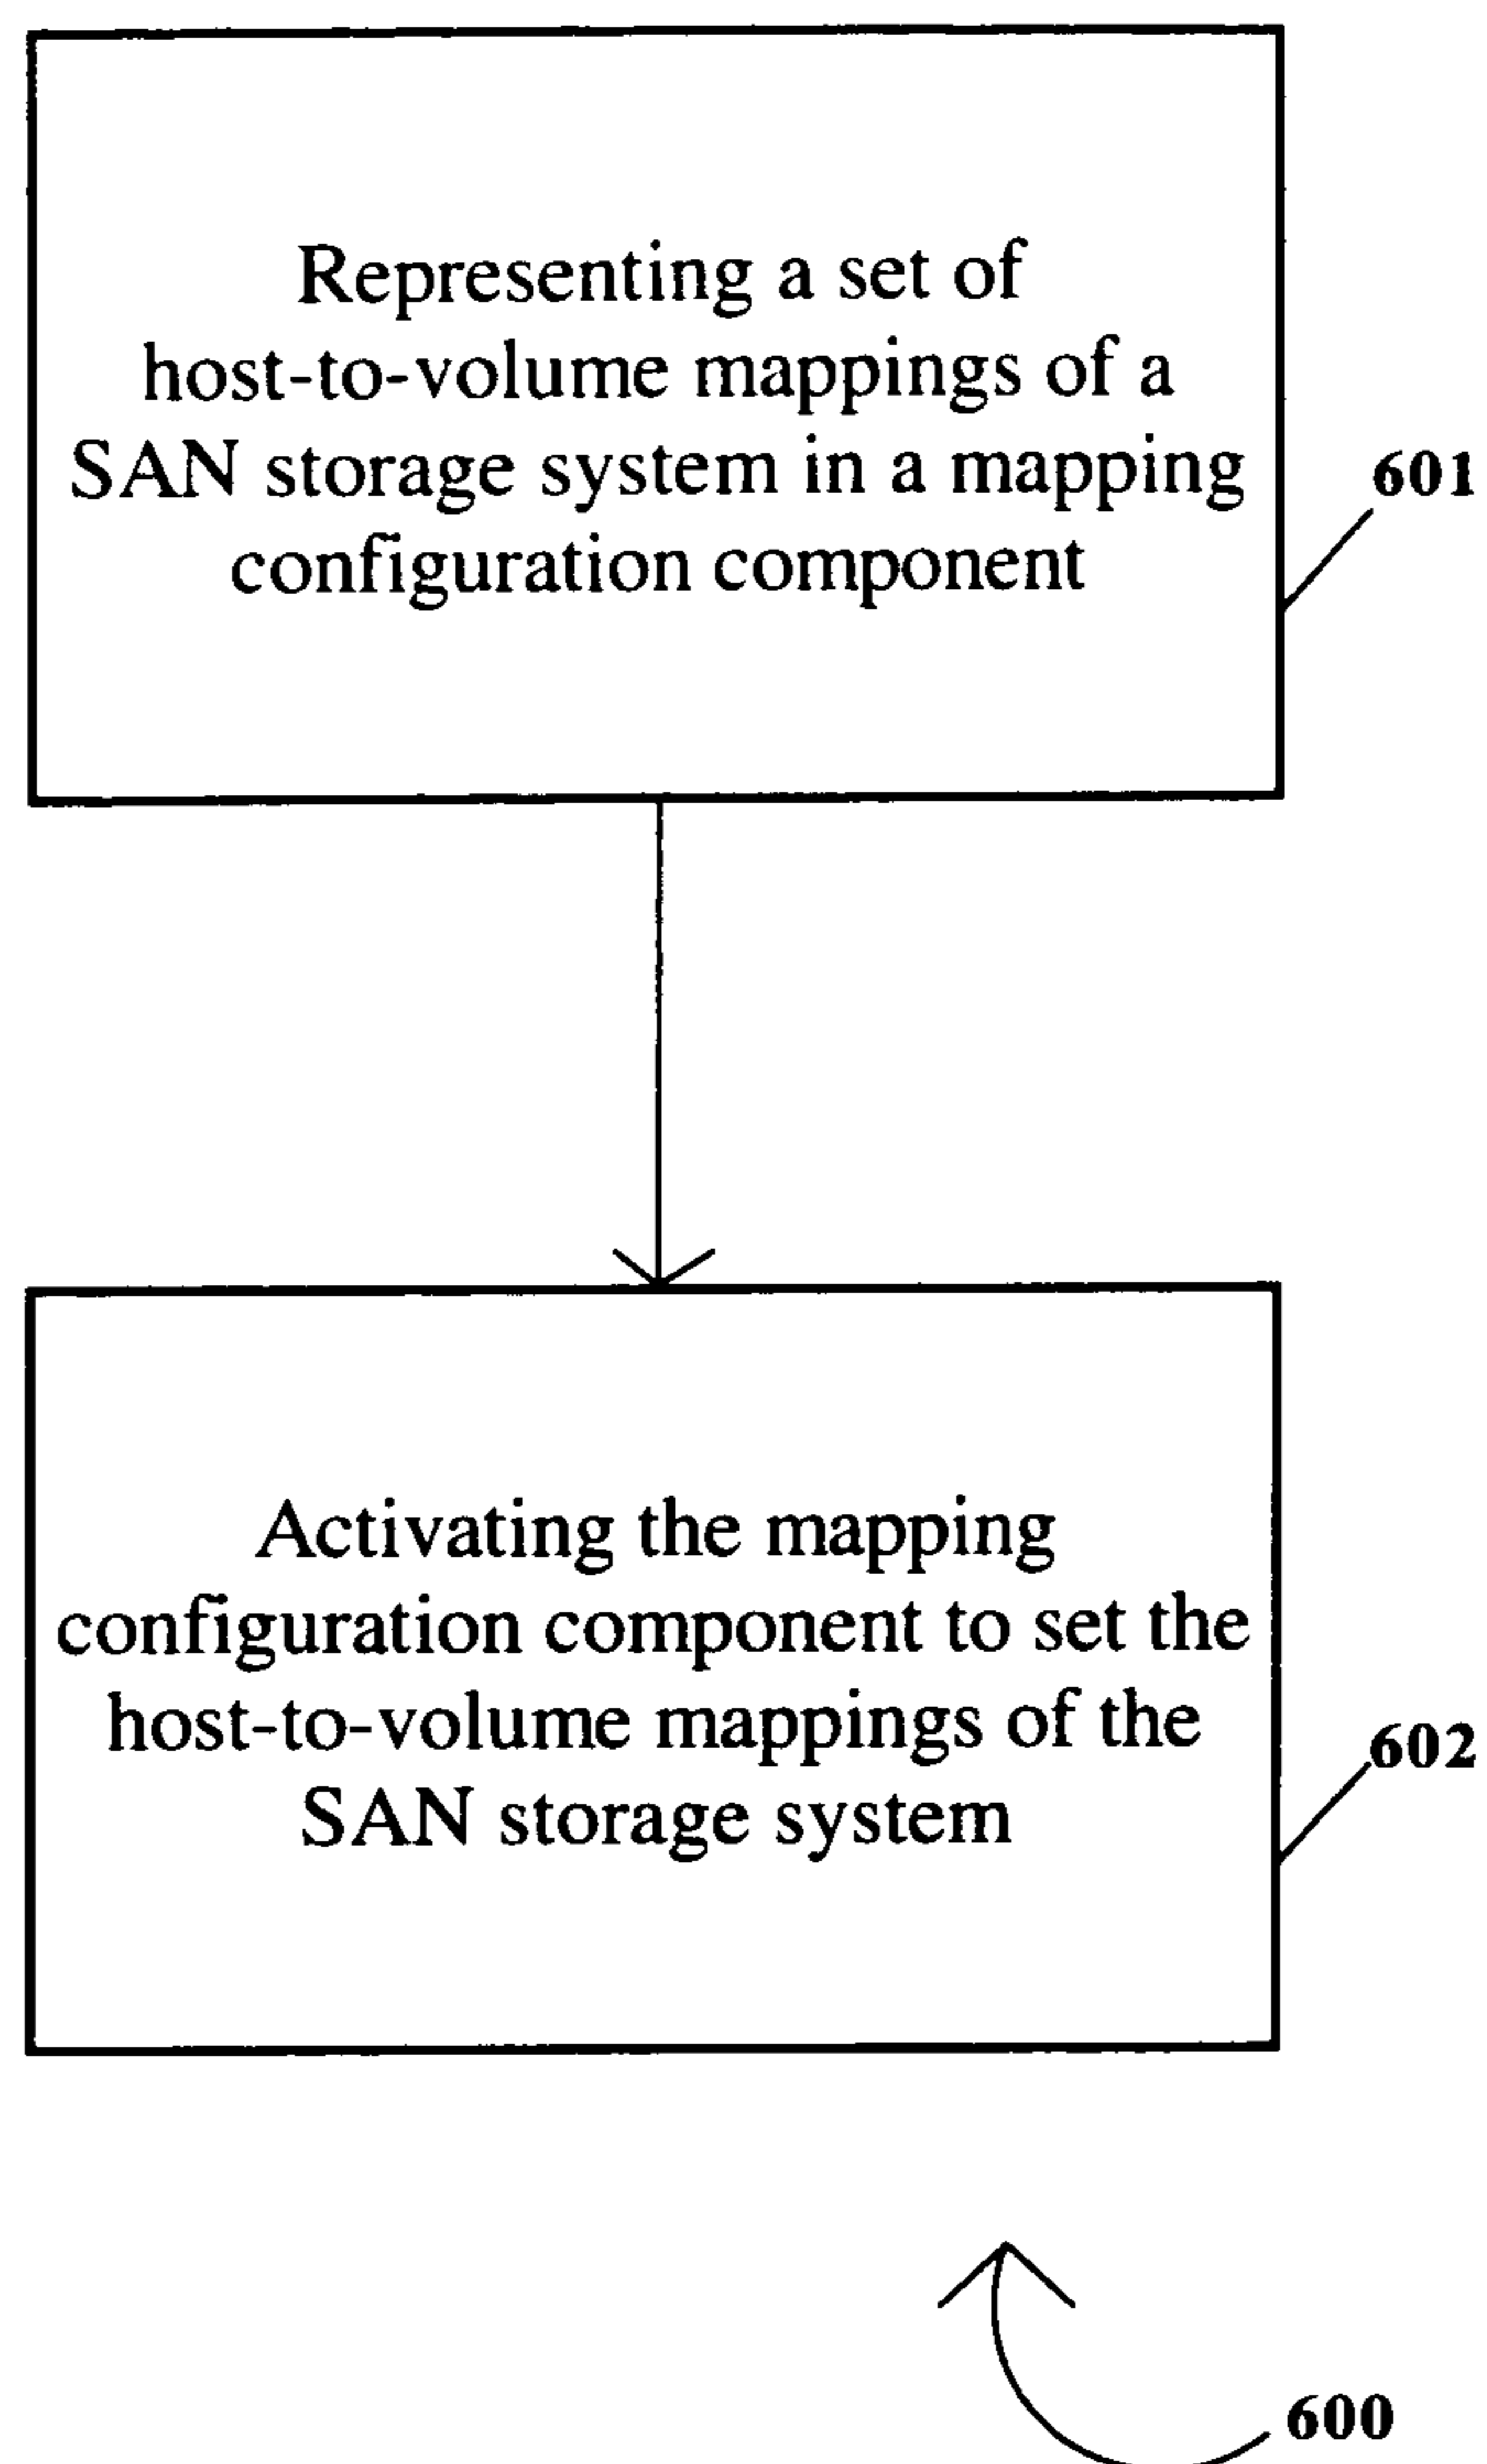 Representing a set of
host-to-volume mappings of a
SAN storage system in a mapping
configuration component
601
Activating the mapping
configuration component to set the
host-to-volume mappings of the
SAN storage system
602
600